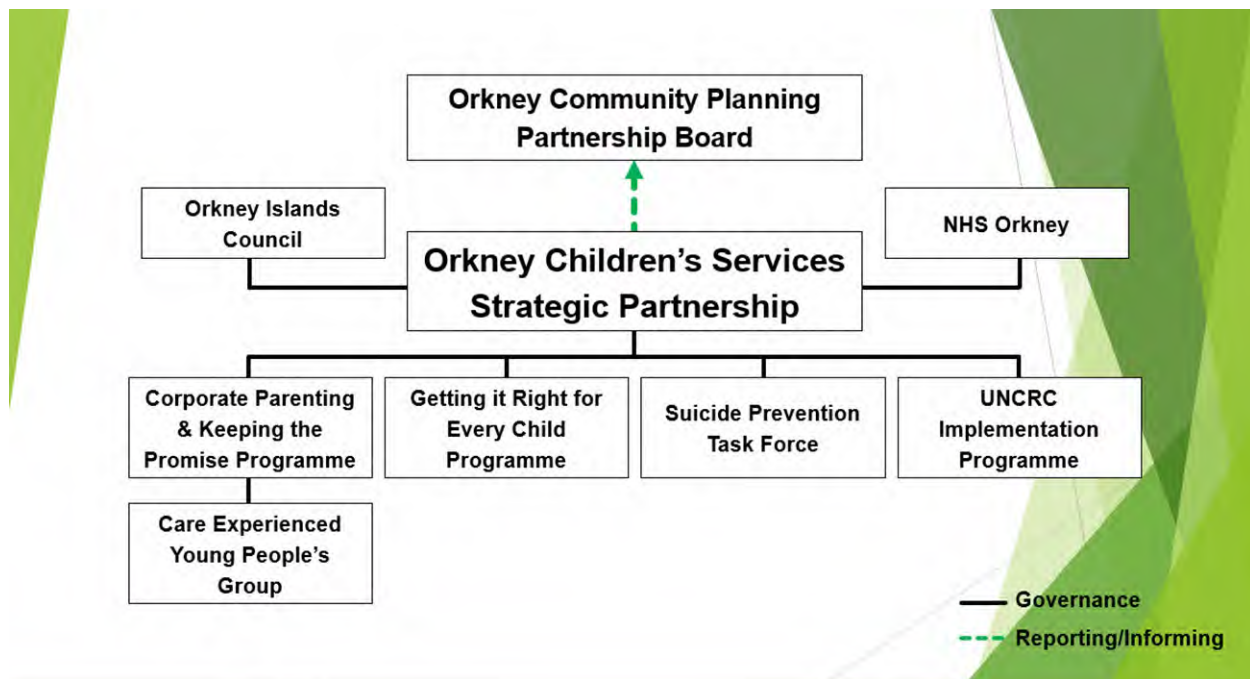 Orkney Community Planning
Partnership Board
Orkney Islands
Council
NHS Orkney
Orkney Children’s Services
Strategic Partnership
Corporate Parenting
& Keeping the
Promise Programme
Getting it Right for
Every Child
Programme
Suicide Prevention
Task Force
UNCRC
Implementation
Programme
Care Experienced
Young People’s
Group
Governance
Reporting/Informing